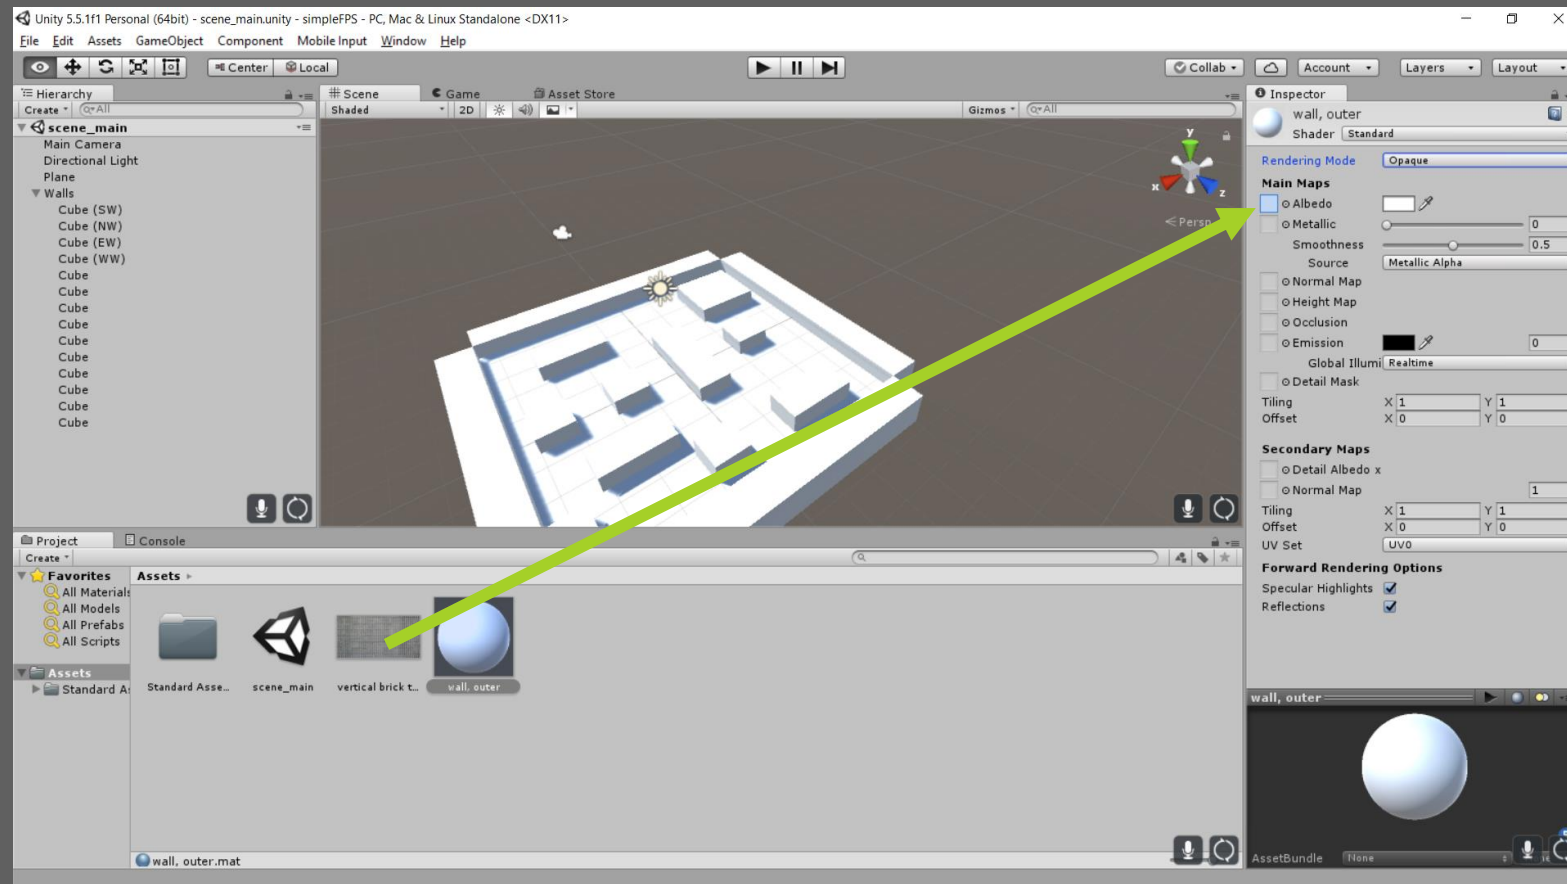 Unity 5.5.1f1 Personal (64bit) - scene_main.unity - simpleFPS - PC, Mac & Linux Standalone <DX11>
File Edit Assets GameObject Component Mobile Input Window Help
Center Local Collab Account Layers Layout
Hierarchy
Create All
scene_main
Main Camera
Directional Light
Plane
Walls
Cube (SW)
Cube (NW)
Cube (EW)
Cube (WW)
Cube
Cube
Cube
Cube
Cube
Cube
Cube
Cube
Cube
Cube
Scene Game Asset Store
Shaded 2D Gizmos All
y
x
z
Persp
Inspector
wall, outer
Shader Standard
Rendering Mode Opaque
Main Maps
Albedo
Metallic 0
Smoothness 0.5
Source Metallic Alpha
Normal Map
Height Map
Occlusion
Emission 0
Global Illumi Realtime
Detail Mask
Tiling X 1 Y 1
Offset X 0 Y 0
Secondary Maps
Detail Albedo x
Normal Map 1
Tiling X 1 Y 1
Offset X 0 Y 0
UV Set UV0
Forward Rendering Options
Specular Highlights
Reflections
wall, outer
AssetBundle None
Project Console
Create
Favorites
All Materials
All Models
All Prefabs
All Scripts
Assets
Standard As
Assets
Standard Asse...
scene_main
vertical brick t...
wall, outer
wall, outer.mat